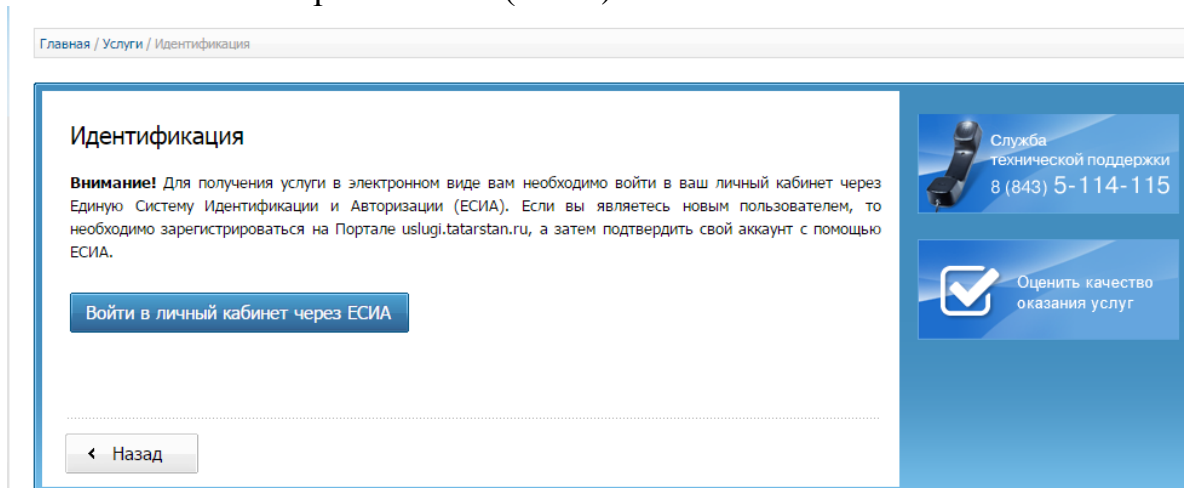 Главная / Услуги / Идентификация
Идентификация
Внимание! Для получения услуги в электронном виде вам необходимо войти в ваш личный кабинет через
Единую Систему Идентификации и Авторизации (ЕСИА). Если вы являетесь новым пользователем, то
необходимо зарегистрироваться на Портале uslugi.tatarstan.ru, а затем подтвердить свой аккаунт с помощью
ЕСИА.
Войти в личный кабинет через ЕСИА
Назад
Служба
технической поддержки
8 (843) 5-114-115
Оценить качество
оказания услуг